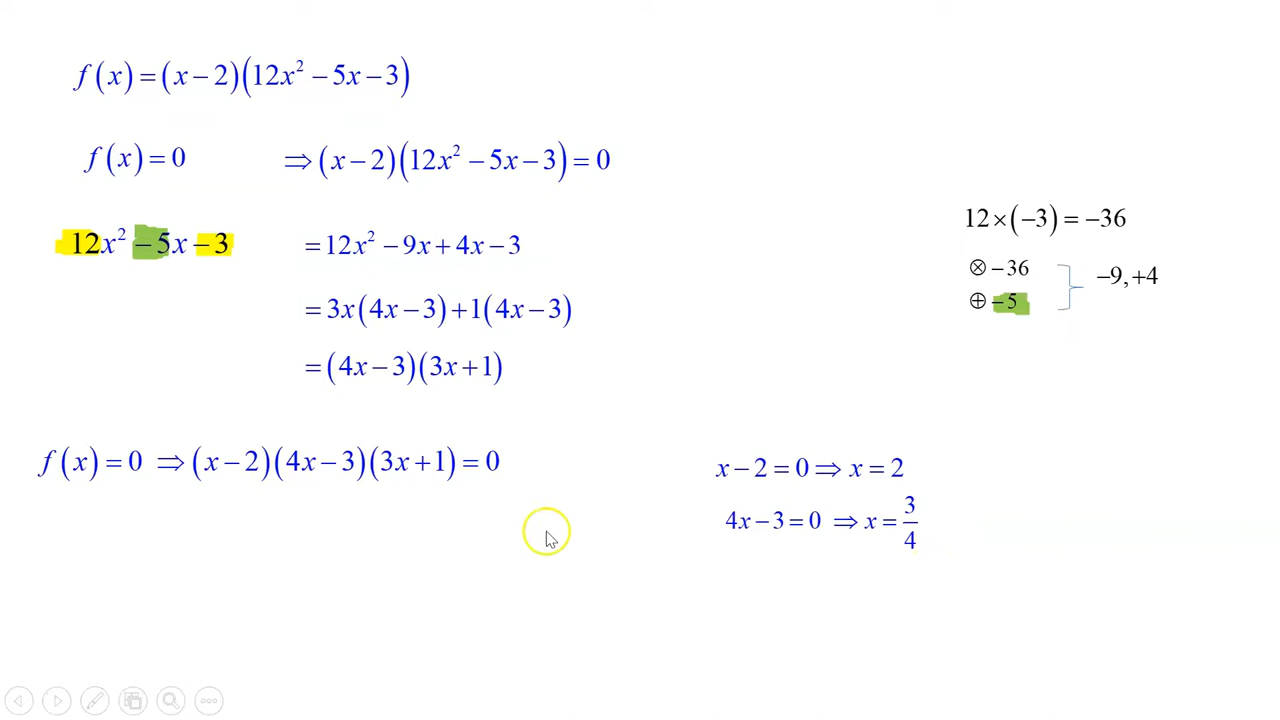 f(x) = (x − 2)(12x² − 5x − 3)
f(x) = 0 ⇒ (x − 2)(12x² − 5x − 3) = 0
12x² − 5x − 3 = 12x² − 9x + 4x − 3
= 3x(4x − 3) + 1(4x − 3)
= (4x − 3)(3x + 1)
12 × (−3) = −36
⊗ −36
⊕ −5
−9, +4
f(x) = 0 ⇒ (x − 2)(4x − 3)(3x + 1) = 0
x − 2 = 0 ⇒ x = 2
4x − 3 = 0 ⇒ x = 3/4